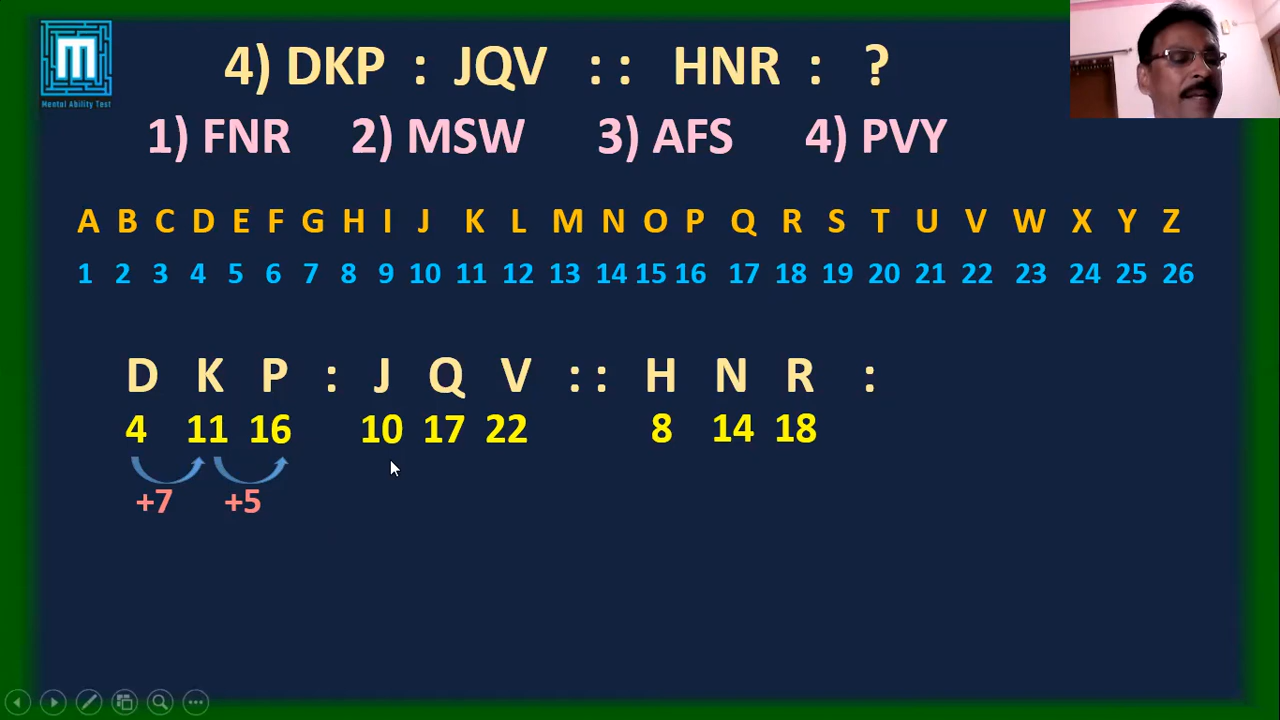 M
Mental Ability Test
4) DKP : JQV :: HNR : ?
1) FNR 2) MSW 3) AFS 4) PVY
A B C D E F G H I J K L M N O P Q R S T U V W X Y Z
1 2 3 4 5 6 7 8 9 10 11 12 13 14 15 16 17 18 19 20 21 22 23 24 25 26
D K P : J Q V :: H N R :
4 11 16 10 17 22 8 14 18
+7 +5